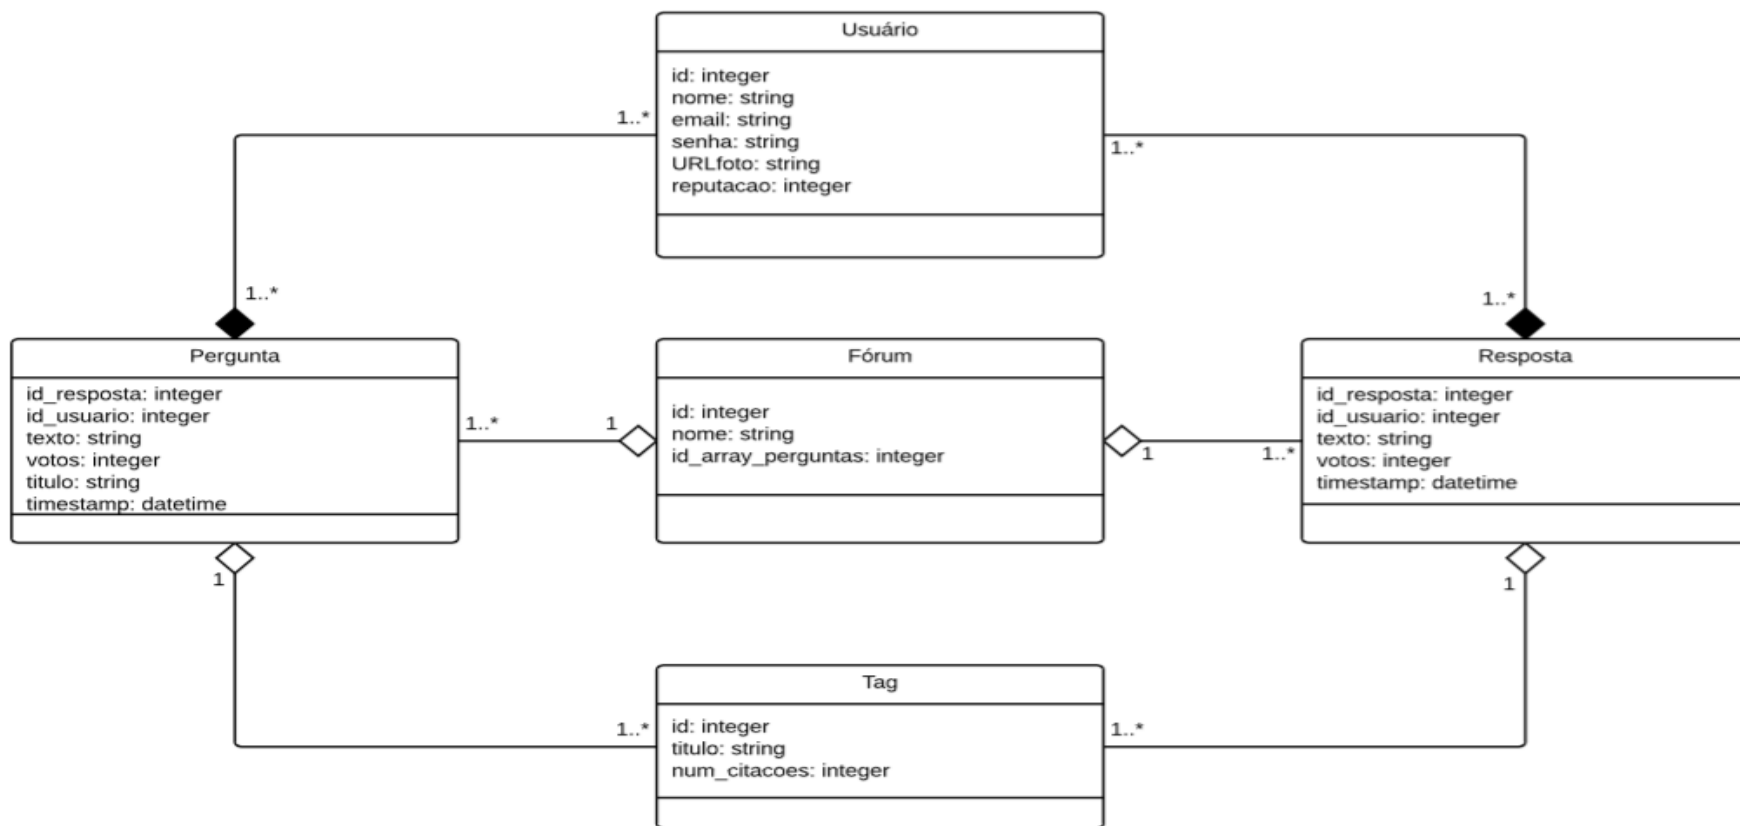 Usuário
id: integer
nome: string
email: string
senha: string
URLfoto: string
reputacao: integer
1..*
1..*
1..*
1..*
Pergunta
id_resposta: integer
id_usuario: integer
texto: string
votos: integer
titulo: string
timestamp: datetime
1..*
1
Fórum
id: integer
nome: string
id_array_perguntas: integer
1
1..*
Resposta
id_resposta: integer
id_usuario: integer
texto: string
votos: integer
timestamp: datetime
1
1
1..*
Tag
id: integer
titulo: string
num_citacoes: integer
1..*